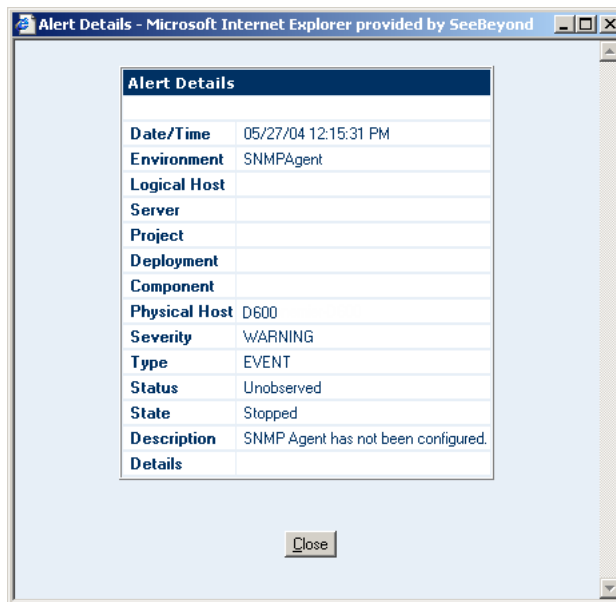 Alert Details - Microsoft Internet Explorer provided by SeeBeyond
Alert Details
Date/Time 05/27/04 12:15:31 PM
Environment SNMPAgent
Logical Host
Server
Project
Deployment
Component
Physical Host D600
Severity WARNING
Type EVENT
Status Unobserved
State Stopped
Description SNMP Agent has not been configured.
Details
Close